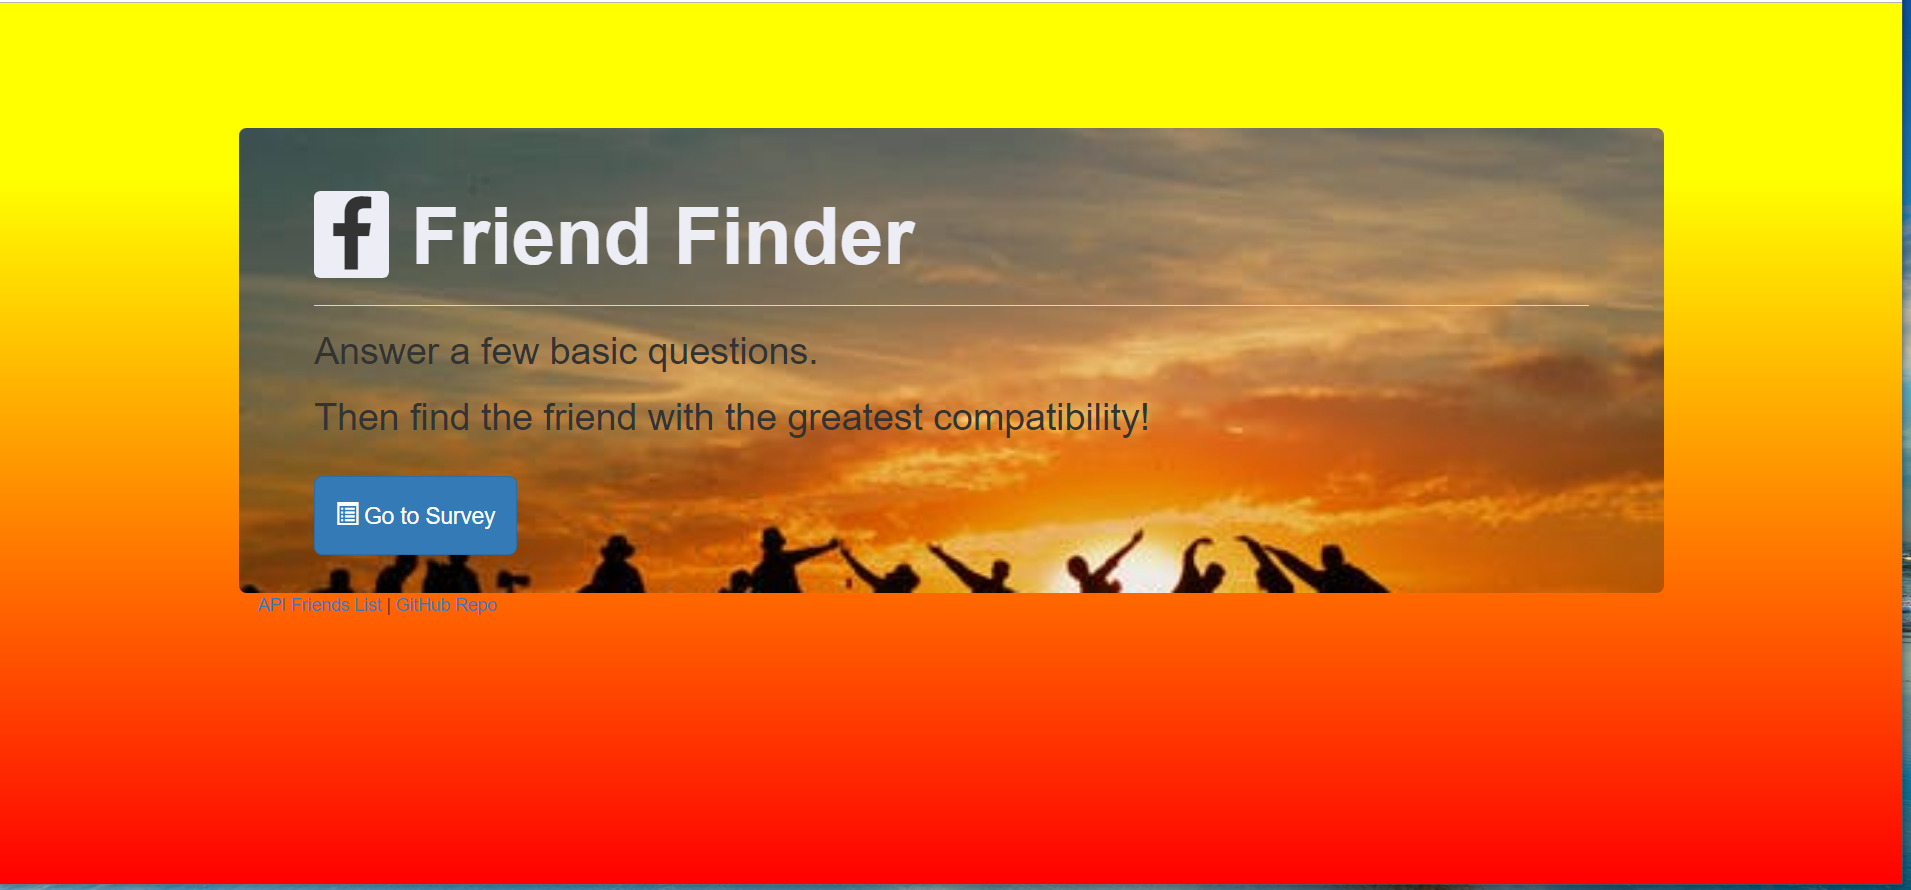 f Friend Finder
Answer a few basic questions.
Then find the friend with the greatest compatibility!
Go to Survey
API Friends List | GitHub Repo